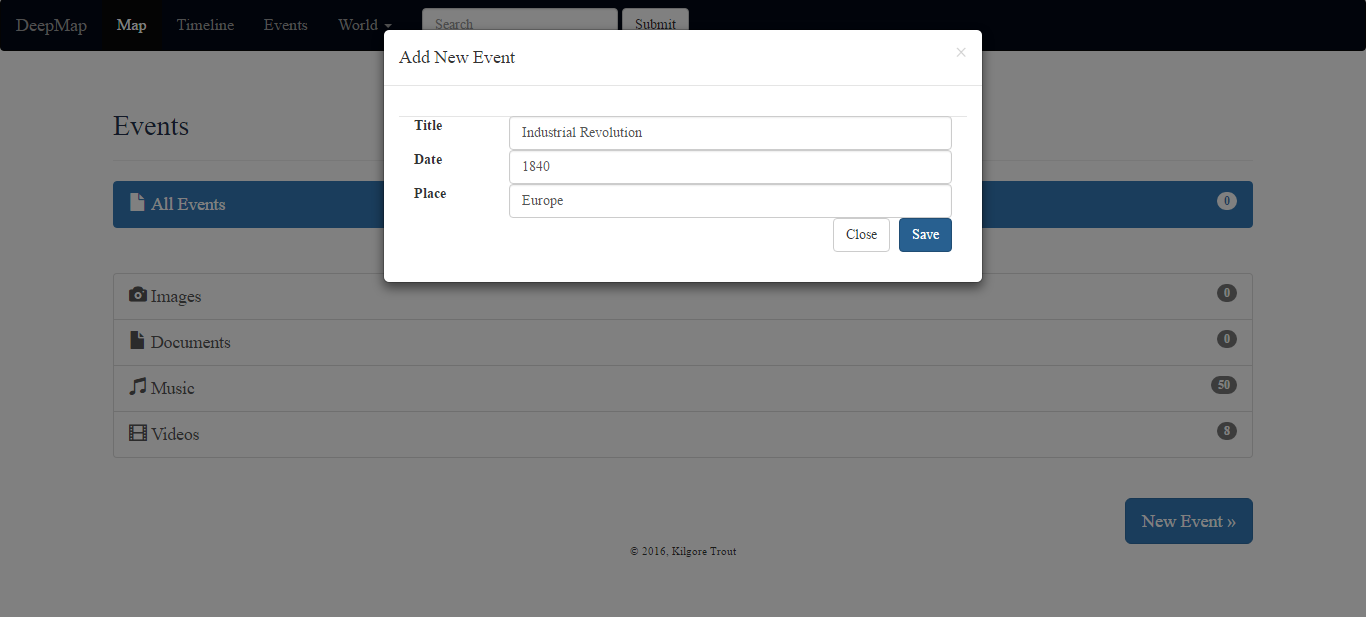 DeepMap Map Timeline Events World Search Submit
Add New Event ×
Events
Title Industrial Revolution
Date 1840
Place Europe
All Events 0
Close Save
Images 0
Documents 0
Music 50
Videos 8
New Event »
© 2016, Kilgore Trout